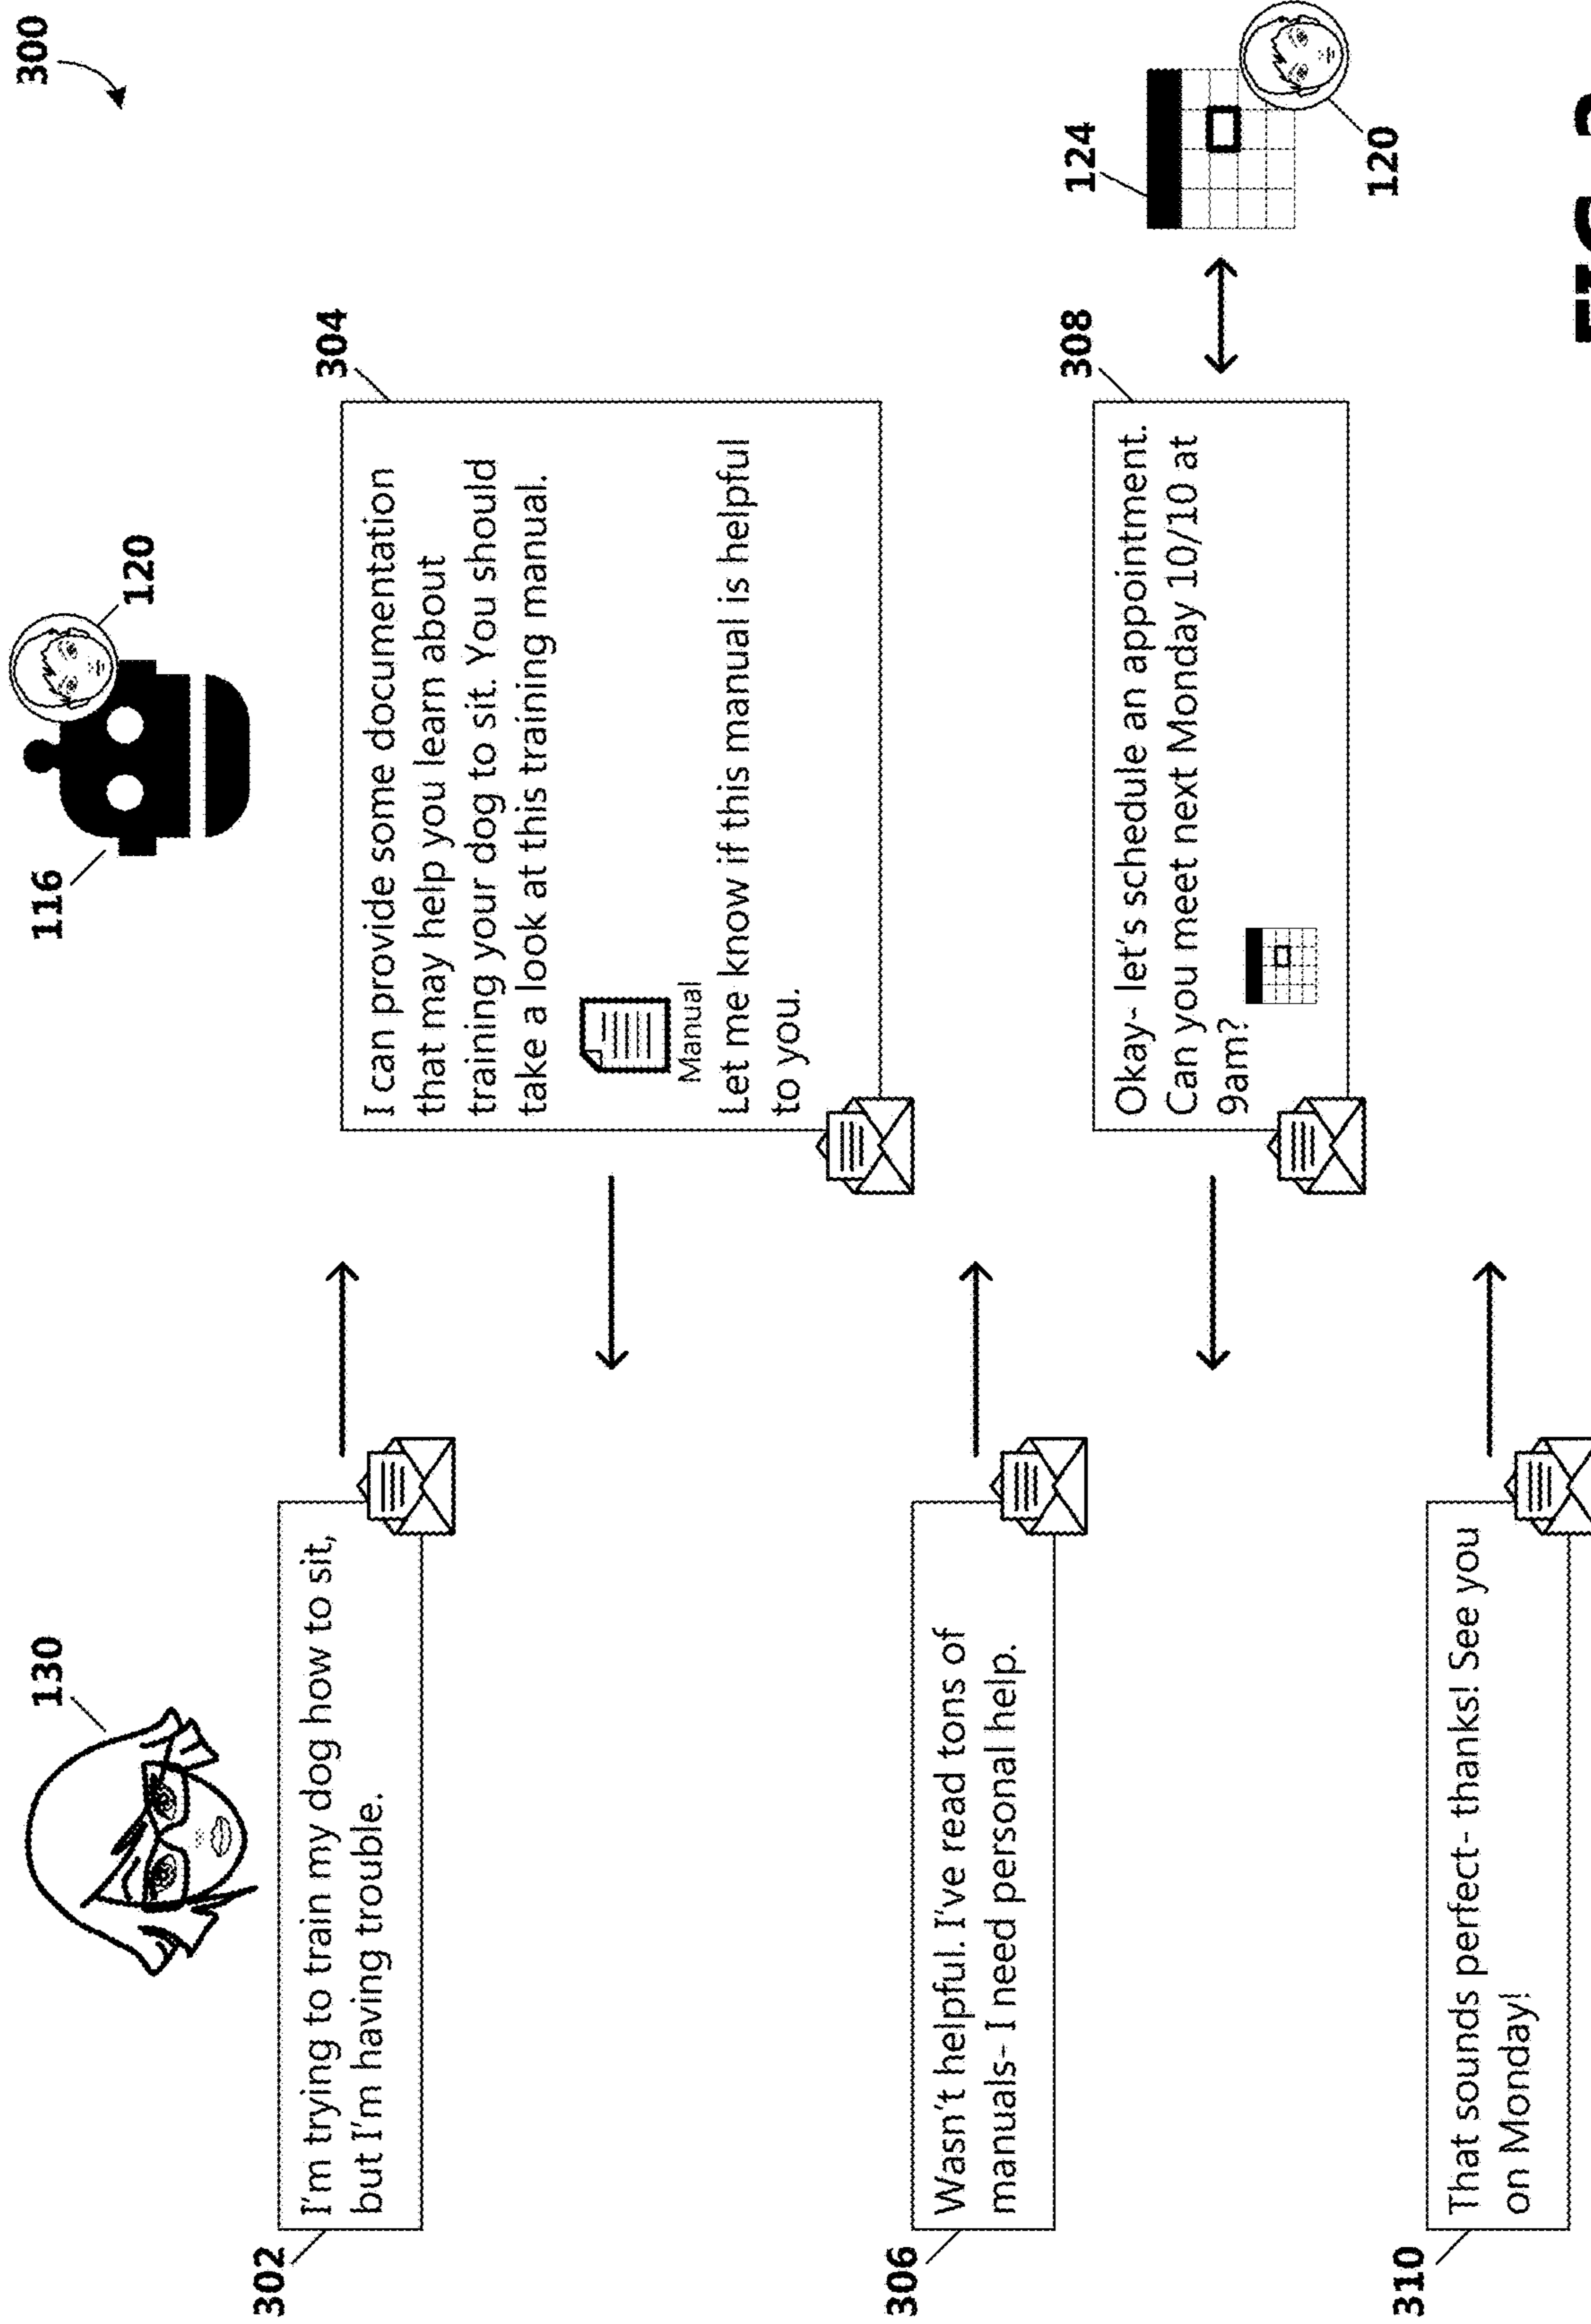 300
130
116
120
302
I'm trying to train my dog how to sit,
but I'm having trouble.
304
I can provide some documentation
that may help you learn about
training your dog to sit. You should
take a look at this training manual.
Manual
Let me know if this manual is helpful
to you.
306
Wasn't helpful. I've read tons of
manuals- I need personal help.
308
Okay- let's schedule an appointment.
Can you meet next Monday 10/10 at
9am?
124
120
310
That sounds perfect- thanks! See you
on Monday!